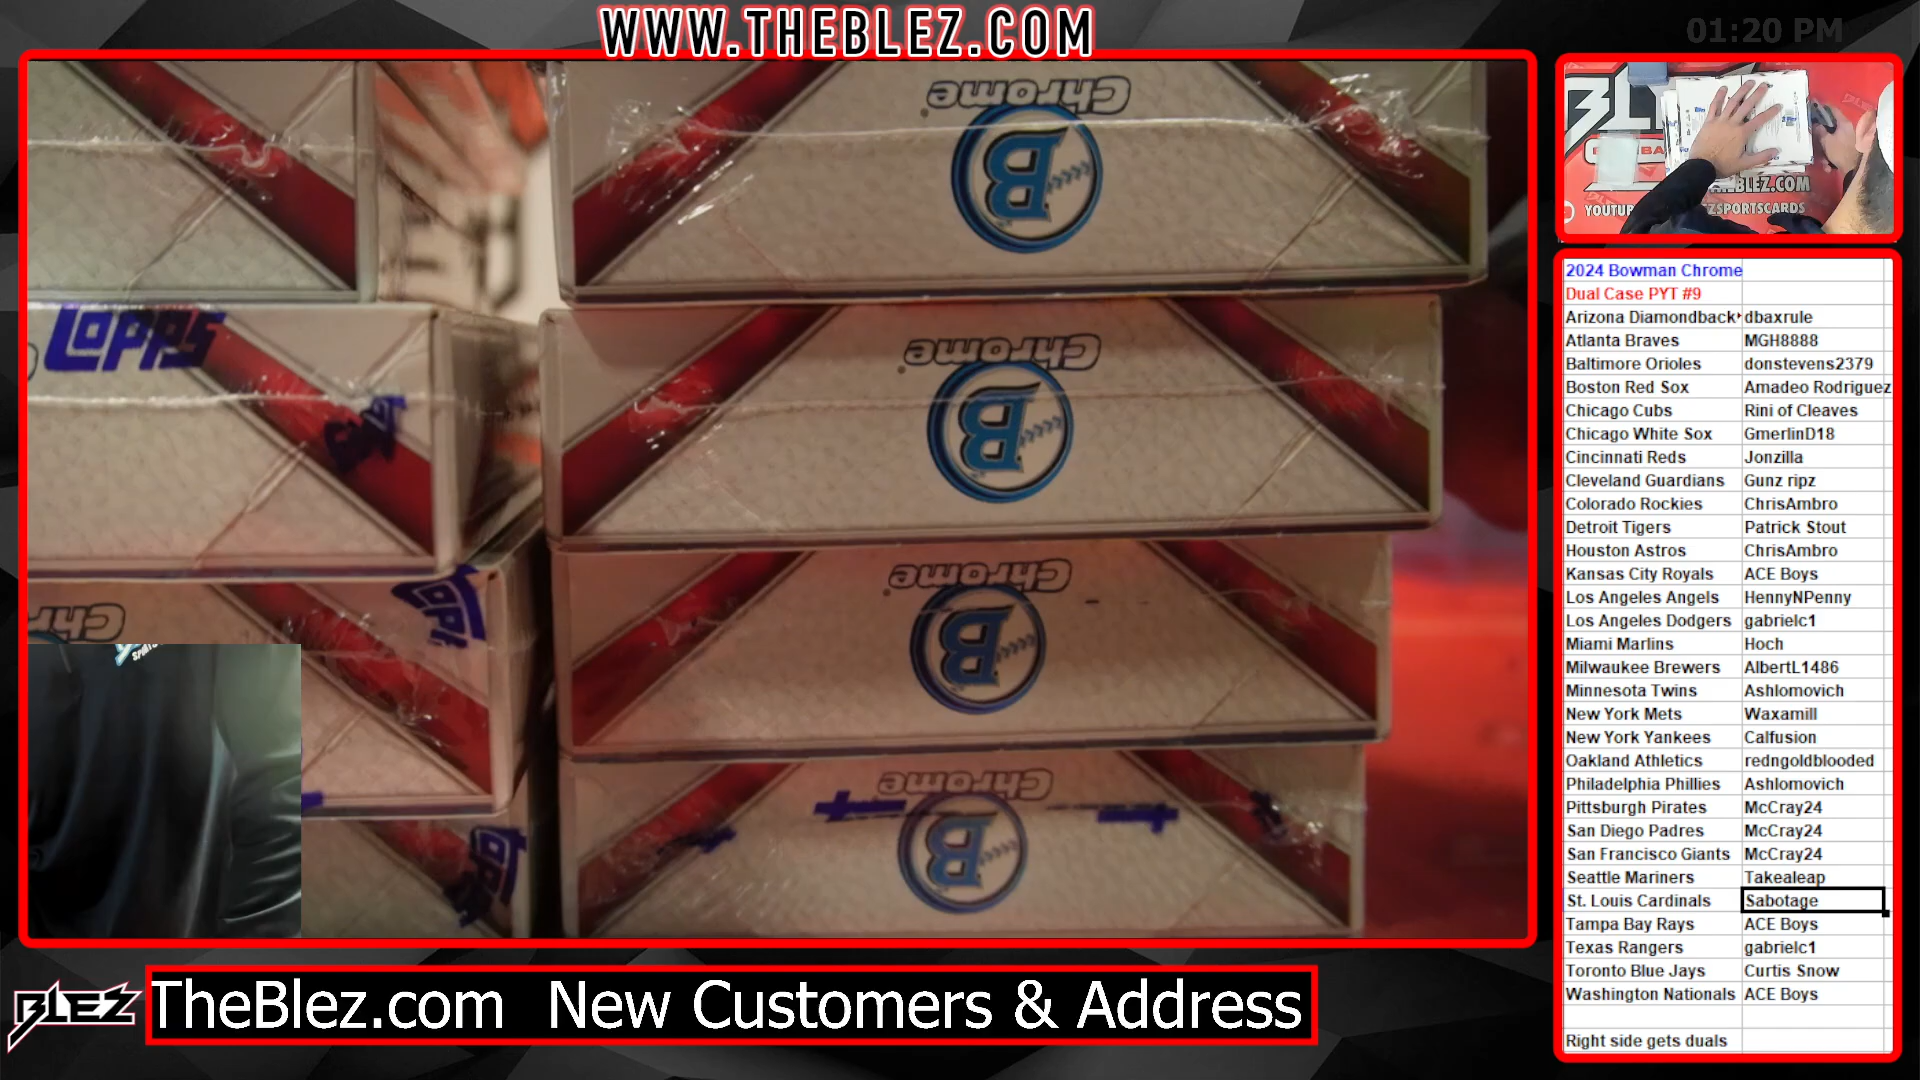 WWW.THEBLEZ.COM
01:20 PM
Chrome
B
Chrome
B
TOPPS
Chrome
B
Chrome
B
BLEZ.COM
2024 Bowman Chrome
Dual Case PYT #9
Arizona Diamondback dbaxrule
Atlanta Braves MGH8888
Baltimore Orioles donstevens2379
Boston Red Sox Amadeo Rodriguez
Chicago Cubs Rini of Cleaves
Chicago White Sox GmerlinD18
Cincinnati Reds Jonzilla
Cleveland Guardians Gunz ripz
Colorado Rockies ChrisAmbro
Detroit Tigers Patrick Stout
Houston Astros ChrisAmbro
Kansas City Royals ACE Boys
Los Angeles Angels HennyNPenny
Los Angeles Dodgers gabrielc1
Miami Marlins Hoch
Milwaukee Brewers AlbertL1486
Minnesota Twins Ashlomovich
New York Mets Waxamill
New York Yankees Calfusion
Oakland Athletics redngoldblooded
Philadelphia Phillies Ashlomovich
Pittsburgh Pirates McCray24
San Diego Padres McCray24
San Francisco Giants McCray24
Seattle Mariners Takealeap
St. Louis Cardinals Sabotage
Tampa Bay Rays ACE Boys
Texas Rangers gabrielc1
Toronto Blue Jays Curtis Snow
Washington Nationals ACE Boys
Right side gets duals
BLEZ
TheBlez.com New Customers & Address